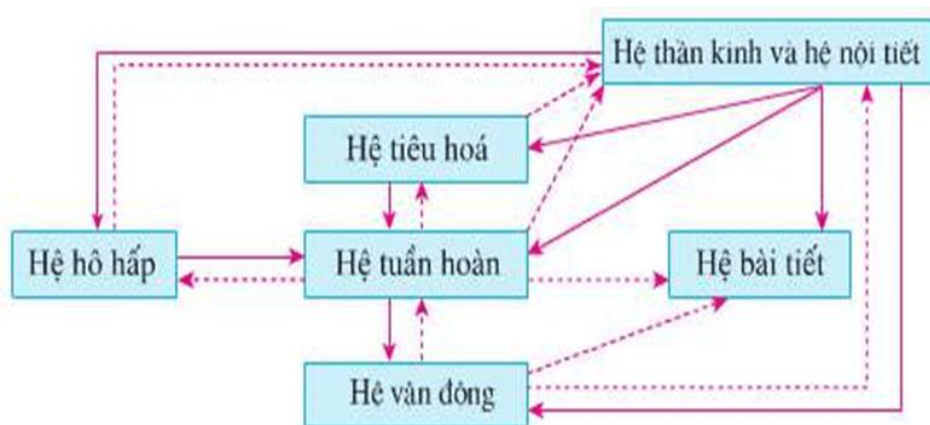 Hệ thần kinh và hệ nội tiết
Hệ tiêu hoá
Hệ hô hấp
Hệ tuần hoàn
Hệ bài tiết
Hệ vận động